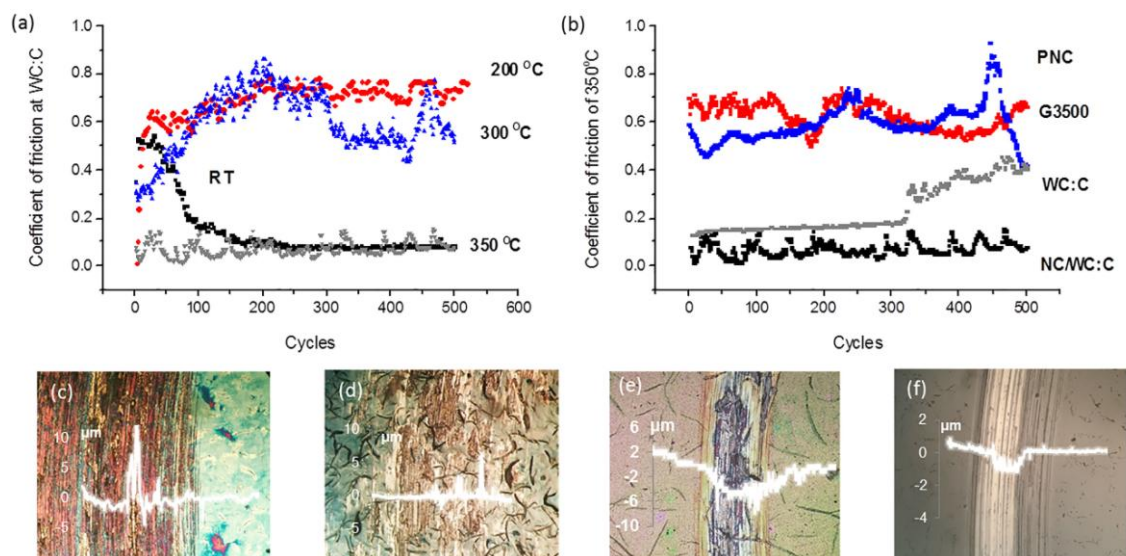 (a)
Coefficient of friction at WC:C
1.0
0.8
0.6
0.4
0.2
0.0
200 °C
300 °C
RT
350 °C
0 100 200 300 400 500 600
Cycles
(b)
Coefficient of friction of 350°C
1.0
0.8
0.6
0.4
0.2
0.0
PNC
G3500
WC:C
NC/WC:C
0 100 200 300 400 500
Cycles
(c)
μm
10
5
0
-5
(d)
μm
10
5
0
5
(e)
μm
2
-2
-6
-10
(f)
μm
2
0
-2
-4